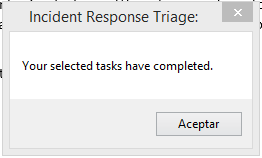 Incident Response Triage:
Your selected tasks have completed.
Aceptar